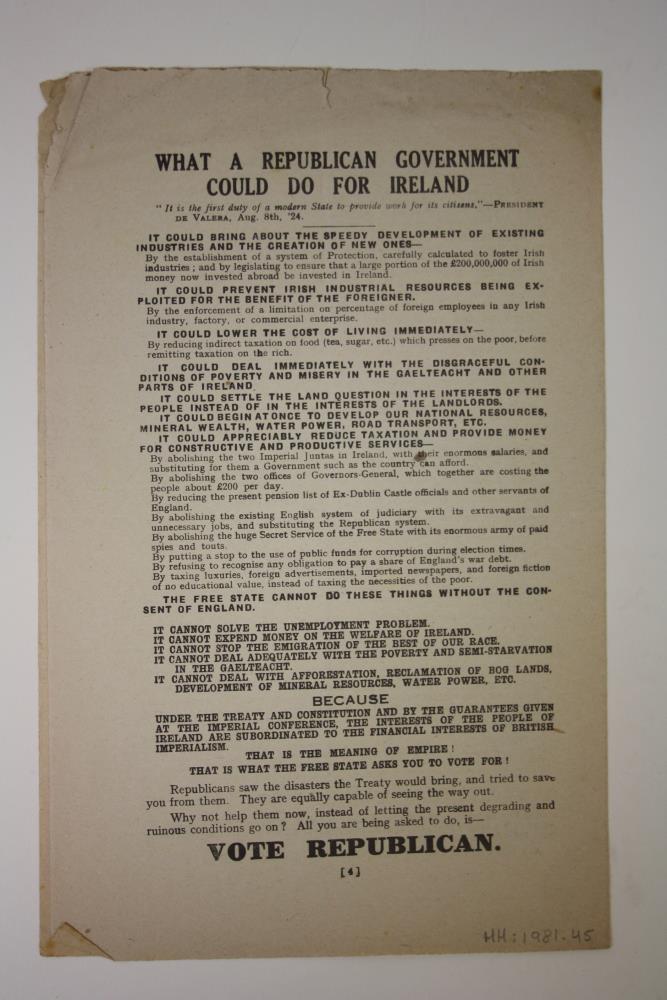 WHAT A REPUBLICAN GOVERNMENT
COULD DO FOR IRELAND
" It is the first duty of a modern State to provide work for its citizens."—PRESIDENT
DE VALERA, Aug. 8th, '24.
IT COULD BRING ABOUT THE SPEEDY DEVELOPMENT OF EXISTING
INDUSTRIES AND THE CREATION OF NEW ONES—
By the establishment of a system of Protection, carefully calculated to foster Irish
industries ; and by legislating to ensure that a large portion of the £200,000,000 of Irish
money now invested abroad be invested in Ireland.
IT COULD PREVENT IRISH INDUSTRIAL RESOURCES BEING EX-
PLOITED FOR THE BENEFIT OF THE FOREIGNER.
By the enforcement of a limitation on percentage of foreign employees in any Irish
industry, factory, or commercial enterprise.
IT COULD LOWER THE COST OF LIVING IMMEDIATELY—
By reducing indirect taxation on food (tea, sugar, etc.) which presses on the poor, before
remitting taxation on the rich.
IT COULD DEAL IMMEDIATELY WITH THE DISGRACEFUL CON-
DITIONS OF POVERTY AND MISERY IN THE GAELTEACHT AND OTHER
PARTS OF IRELAND
IT COULD SETTLE THE LAND QUESTION IN THE INTERESTS OF THE
PEOPLE INSTEAD OF IN THE INTERESTS OF THE LANDLORDS.
IT COULD BEGIN AT ONCE TO DEVELOP OUR NATIONAL RESOURCES,
MINERAL WEALTH, WATER POWER, ROAD TRANSPORT, ETC.
IT COULD APPRECIABLY REDUCE TAXATION AND PROVIDE MONEY
FOR CONSTRUCTIVE AND PRODUCTIVE SERVICES—
By abolishing the two Imperial Juntas in Ireland, with their enormous salaries, and
substituting for them a Government such as the country can afford.
By abolishing the two offices of Governors-General, which together are costing the
people about £200 per day.
By reducing the present pension list of Ex-Dublin Castle officials and other servants of
England.
By abolishing the existing English system of judiciary with its extravagant and
unnecessary jobs, and substituting the Republican system.
By abolishing the huge Secret Service of the Free State with its enormous army of paid
spies and touts.
By putting a stop to the use of public funds for corruption during election times.
By refusing to recognise any obligation to pay a share of England's war debt.
By taxing luxuries, foreign advertisements, imported newspapers, and foreign fiction
of no educational value, instead of taxing the necessities of the poor.
THE FREE STATE CANNOT DO THESE THINGS WITHOUT THE CON-
SENT OF ENGLAND.
IT CANNOT SOLVE THE UNEMPLOYMENT PROBLEM.
IT CANNOT EXPEND MONEY ON THE WELFARE OF IRELAND.
IT CANNOT STOP THE EMIGRATION OF THE BEST OF OUR RACE.
IT CANNOT DEAL ADEQUATELY WITH THE POVERTY AND SEMI-STARVATION
IN THE GAELTEACHT.
IT CANNOT DEAL WITH AFFORESTATION, RECLAMATION OF BOG LANDS,
DEVELOPMENT OF MINERAL RESOURCES, WATER POWER, ETC.
BECAUSE
UNDER THE TREATY AND CONSTITUTION AND BY THE GUARANTEES GIVEN
AT THE IMPERIAL CONFERENCE, THE INTERESTS OF THE PEOPLE OF
IRELAND ARE SUBORDINATED TO THE FINANCIAL INTERESTS OF BRITISH
IMPERIALISM.
THAT IS THE MEANING OF EMPIRE !
THAT IS WHAT THE FREE STATE ASKS YOU TO VOTE FOR !
Republicans saw the disasters the Treaty would bring, and tried to save
you from them. They are equally capable of seeing the way out.
Why not help them now, instead of letting the present degrading and
ruinous conditions go on ? All you are being asked to do, is—
VOTE REPUBLICAN.
[4]
HH:1981.45